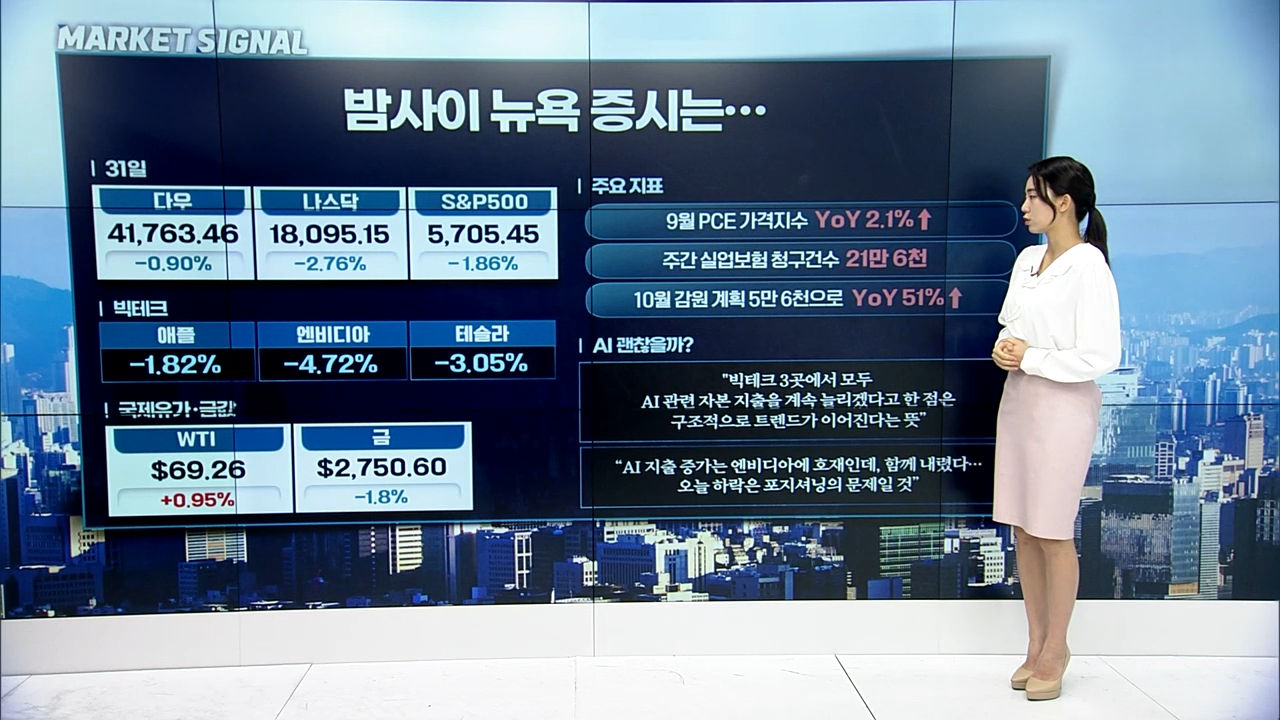 MARKET SIGNAL
밤사이 뉴욕 증시는…
31일
다우 나스닥 S&P500
41,763.46 18,095.15 5,705.45
-0.90% -2.76% -1.86%
빅테크
애플 엔비디아 테슬라
-1.82% -4.72% -3.05%
국제유가·금값
WTI 금
$69.26 $2,750.60
+0.95% -1.8%
주요 지표
9월 PCE 가격지수 YoY 2.1%⬆
주간 실업보험 청구건수 21만 6천
10월 감원 계획 5만 6천으로 YoY 51%⬆
AI 괜찮을까?
"빅테크 3곳에서 모두
AI 관련 자본 지출을 계속 늘리겠다고 한 점은
구조적으로 트렌드가 이어진다는 뜻”
“AI 지출 증가는 엔비디아에 호재인데, 함께 내렸다…
오늘 하락은 포지셔닝의 문제일 것”